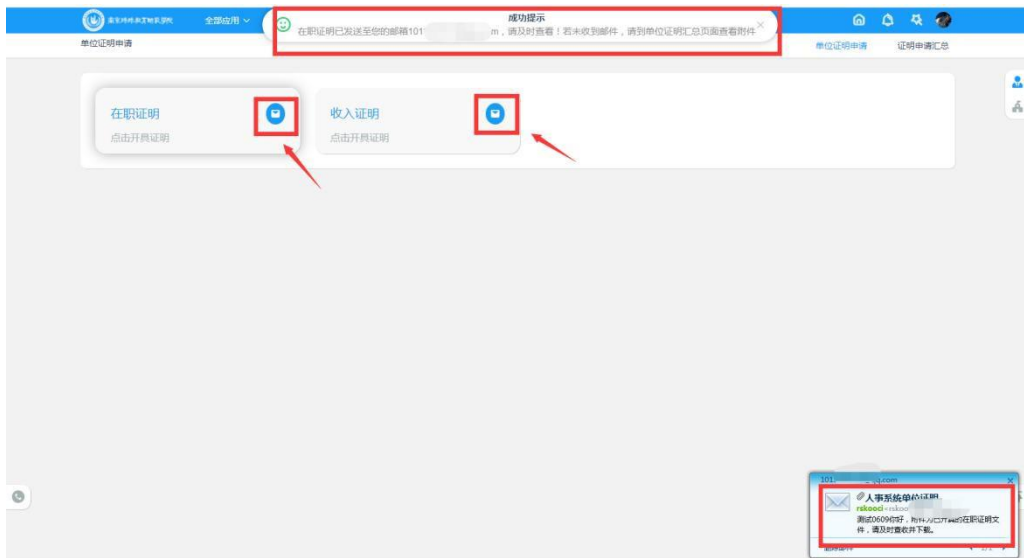 全部应用
成功提示
在职证明已发送至您的邮箱101 m，请及时查看！若未收到邮件，请到单位证明汇总页面查看附件
单位证明申请
单位证明申请
证明申请汇总
在职证明
点击开具证明
收入证明
点击开具证明
101 qq.com
人事系统单位证明
rskooci
测试0609你好，附件为已开具的在职证明文
件，请及时查收并下载。